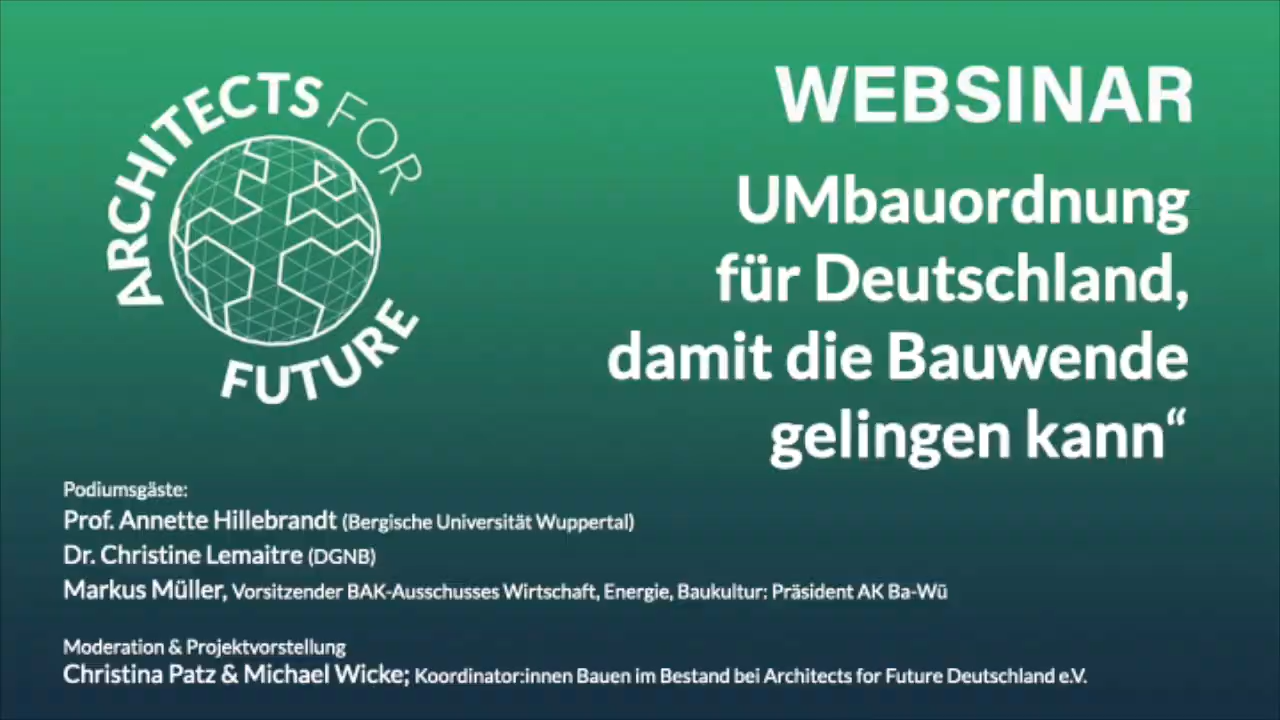 ARCHITECTS FOR
FUTURE
WEBSINAR
UMbauordnung
für Deutschland,
damit die Bauwende
gelingen kann“
Podiumsgäste:
Prof. Annette Hillebrandt (Bergische Universität Wuppertal)
Dr. Christine Lemaitre (DGNB)
Markus Müller, Vorsitzender BAK-Ausschusses Wirtschaft, Energie, Baukultur: Präsident AK Ba-Wü
Moderation & Projektvorstellung
Christina Patz & Michael Wicke; Koordinator:innen Bauen im Bestand bei Architects for Future Deutschland e.V.